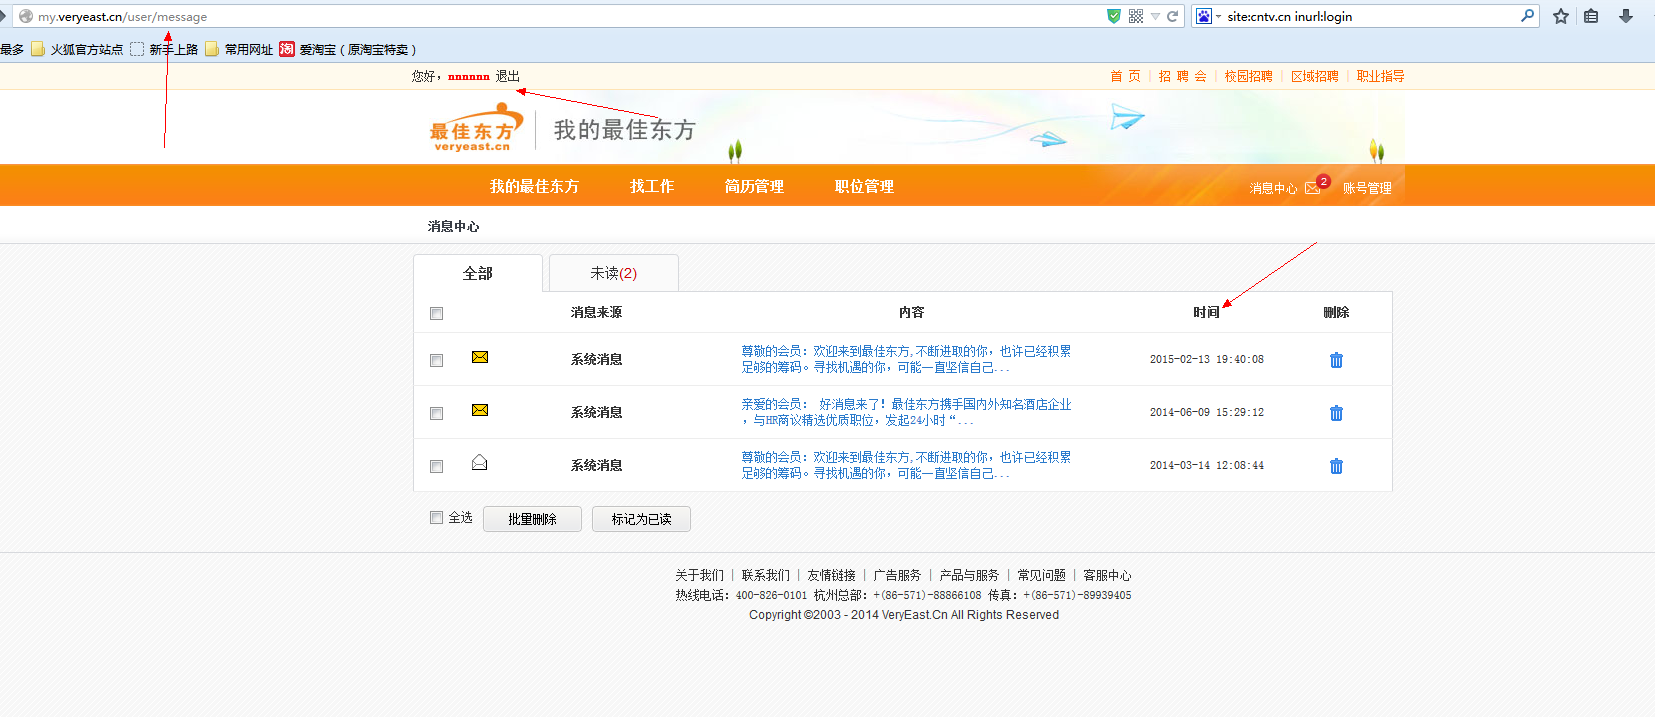 my.veryeast.cn/user/message
site:cntv.cn inurl:login
最多 火狐官方站点 新手上路 常用网址 淘 爱淘宝（原淘宝特卖）
您好，nnnnnn 退出 首 页 | 招 聘 会 | 校园招聘 | 区域招聘 | 职业指导
最佳东方
veryeast.cn
我的最佳东方
我的最佳东方 找工作 简历管理 职位管理 消息中心 2 账号管理
消息中心
全部 未读(2)
消息来源 内容 时间 删除
系统消息 尊敬的会员：欢迎来到最佳东方,不断进取的你，也许已经积累 2015-02-13 19:40:08
足够的筹码。寻找机遇的你，可能一直坚信自己...
系统消息 亲爱的会员： 好消息来了！最佳东方携手国内外知名酒店企业 2014-06-09 15:29:12
，与HR商议精选优质职位，发起24小时“...
系统消息 尊敬的会员：欢迎来到最佳东方,不断进取的你，也许已经积累 2014-03-14 12:08:44
足够的筹码。寻找机遇的你，可能一直坚信自己...
全选 批量删除 标记为已读
关于我们 | 联系我们 | 友情链接 | 广告服务 | 产品与服务 | 常见问题 | 客服中心
热线电话：400-826-0101 杭州总部：+(86-571)-88866108 传真：+(86-571)-89939405
Copyright ©2003 - 2014 VeryEast.Cn All Rights Reserved